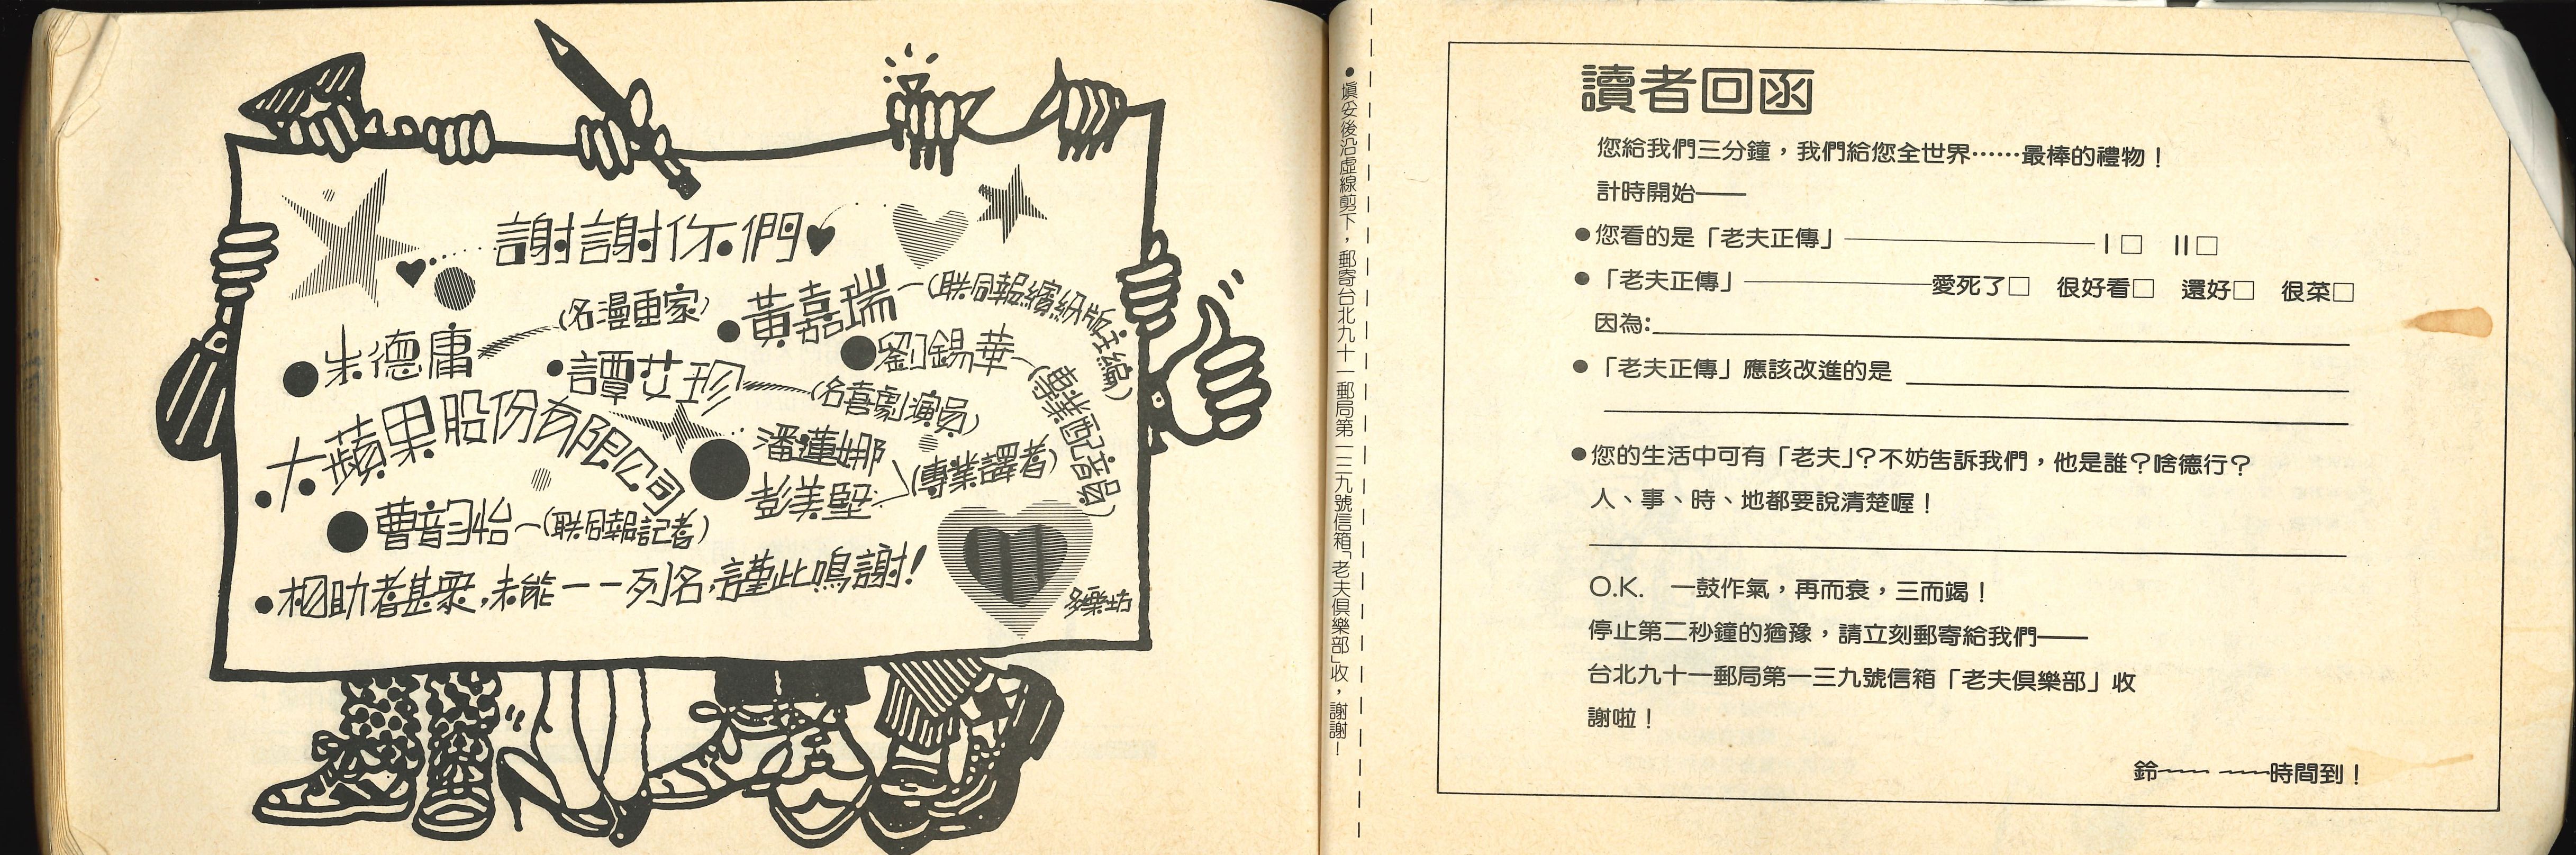 謝謝你們
●朱德庸
(名漫画家)
●黃嘉瑞
(联合報繽紛版主編)
●譚艾珍
(名喜劇演員)
●劉錫華
(專業配音員)
●大蘋果股份有限公司
●潘蓮娜
彭美堅
(專業譯者)
●曹韻怡
(联合報記者)
●相助者甚衆,未能一一列名,謹此鳴謝!
多樂坊
●填妥後沿虛線剪下，郵寄台北九十一郵局第一三九號信箱「老夫俱樂部」收，謝謝！
讀者回函
您給我們三分鐘，我們給您全世界……最棒的禮物！
計時開始——
●您看的是「老夫正傳」 I□ II□
●「老夫正傳」 愛死了□ 很好看□ 還好□ 很菜□
因為:
●「老夫正傳」應該改進的是
●您的生活中可有「老夫」？不妨告訴我們，他是誰？啥德行？
人、事、時、地都要說清楚喔！
O.K. 一鼓作氣，再而衰，三而竭！
停止第二秒鐘的猶豫，請立刻郵寄給我們——
台北九十一郵局第一三九號信箱「老夫俱樂部」收
謝啦！
鈴~~ ~~時間到！